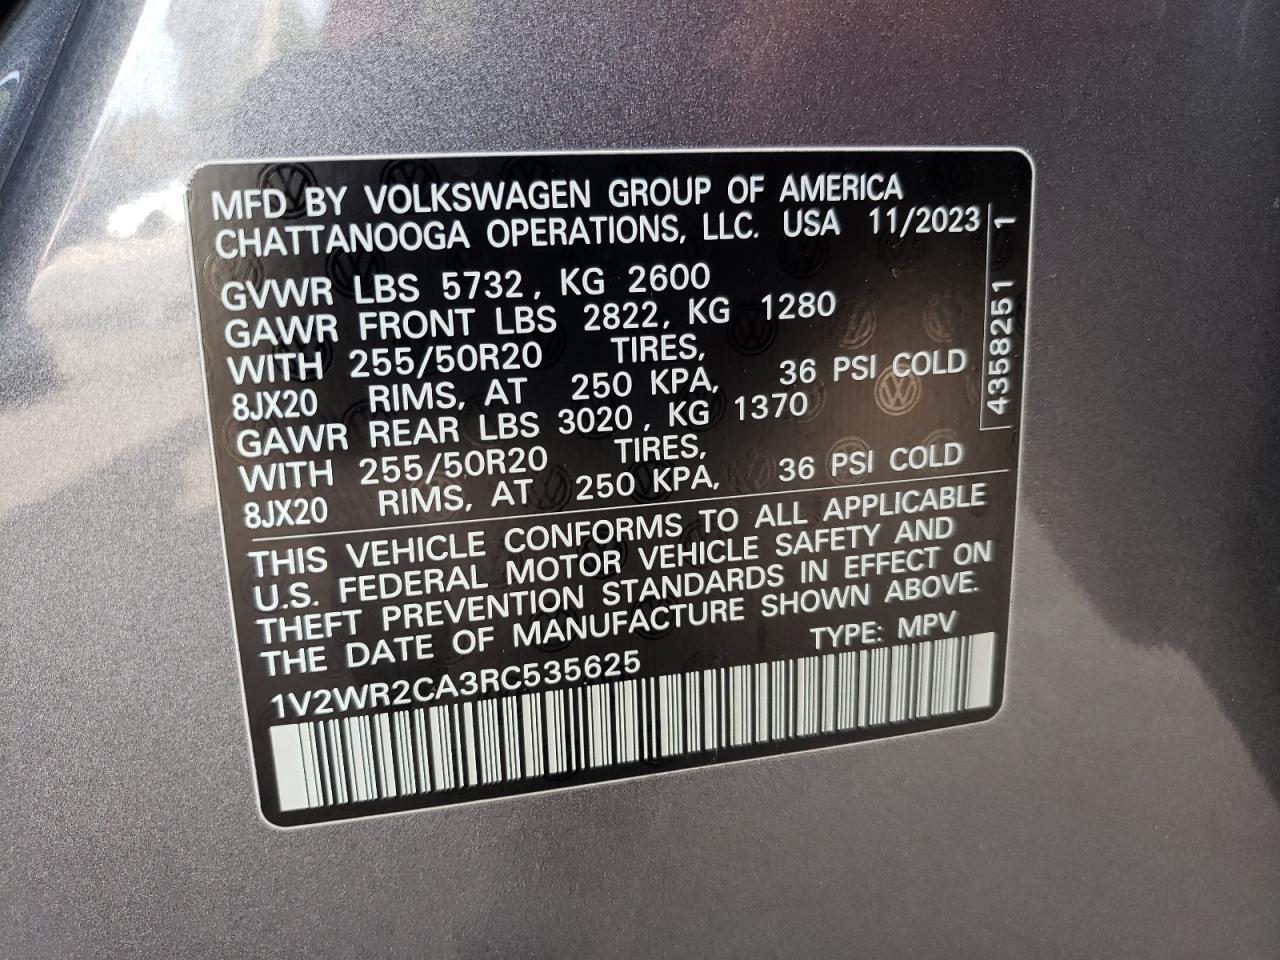 MFD BY VOLKSWAGEN GROUP OF AMERICA
CHATTANOOGA OPERATIONS, LLC. USA 11/2023
GVWR LBS 5732, KG 2600
GAWR FRONT LBS 2822, KG 1280
WITH 255/50R20 TIRES,
8JX20 RIMS, AT 250 KPA, 36 PSI COLD
GAWR REAR LBS 3020, KG 1370
WITH 255/50R20 TIRES,
8JX20 RIMS, AT 250 KPA, 36 PSI COLD
4358251 1
THIS VEHICLE CONFORMS TO ALL APPLICABLE
U.S. FEDERAL MOTOR VEHICLE SAFETY AND
THEFT PREVENTION STANDARDS IN EFFECT ON
THE DATE OF MANUFACTURE SHOWN ABOVE.
TYPE: MPV
1V2WR2CA3RC535625